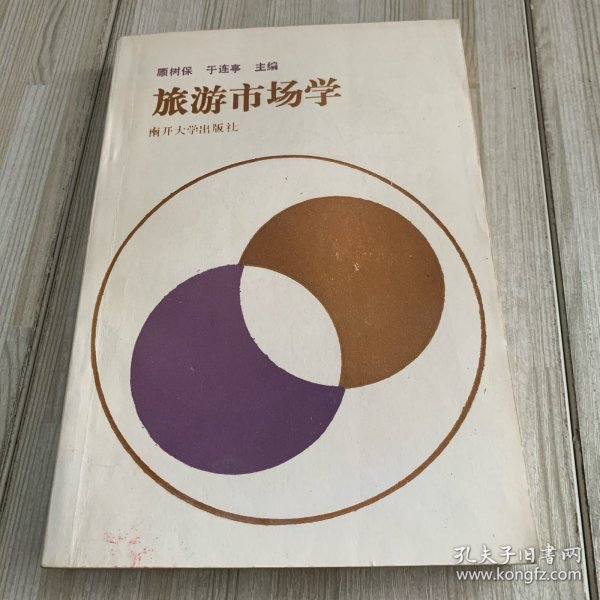 顾树保 于连亭 主编
旅游市场学
南开大学出版社
孔夫子旧書网
www.kongfz.com